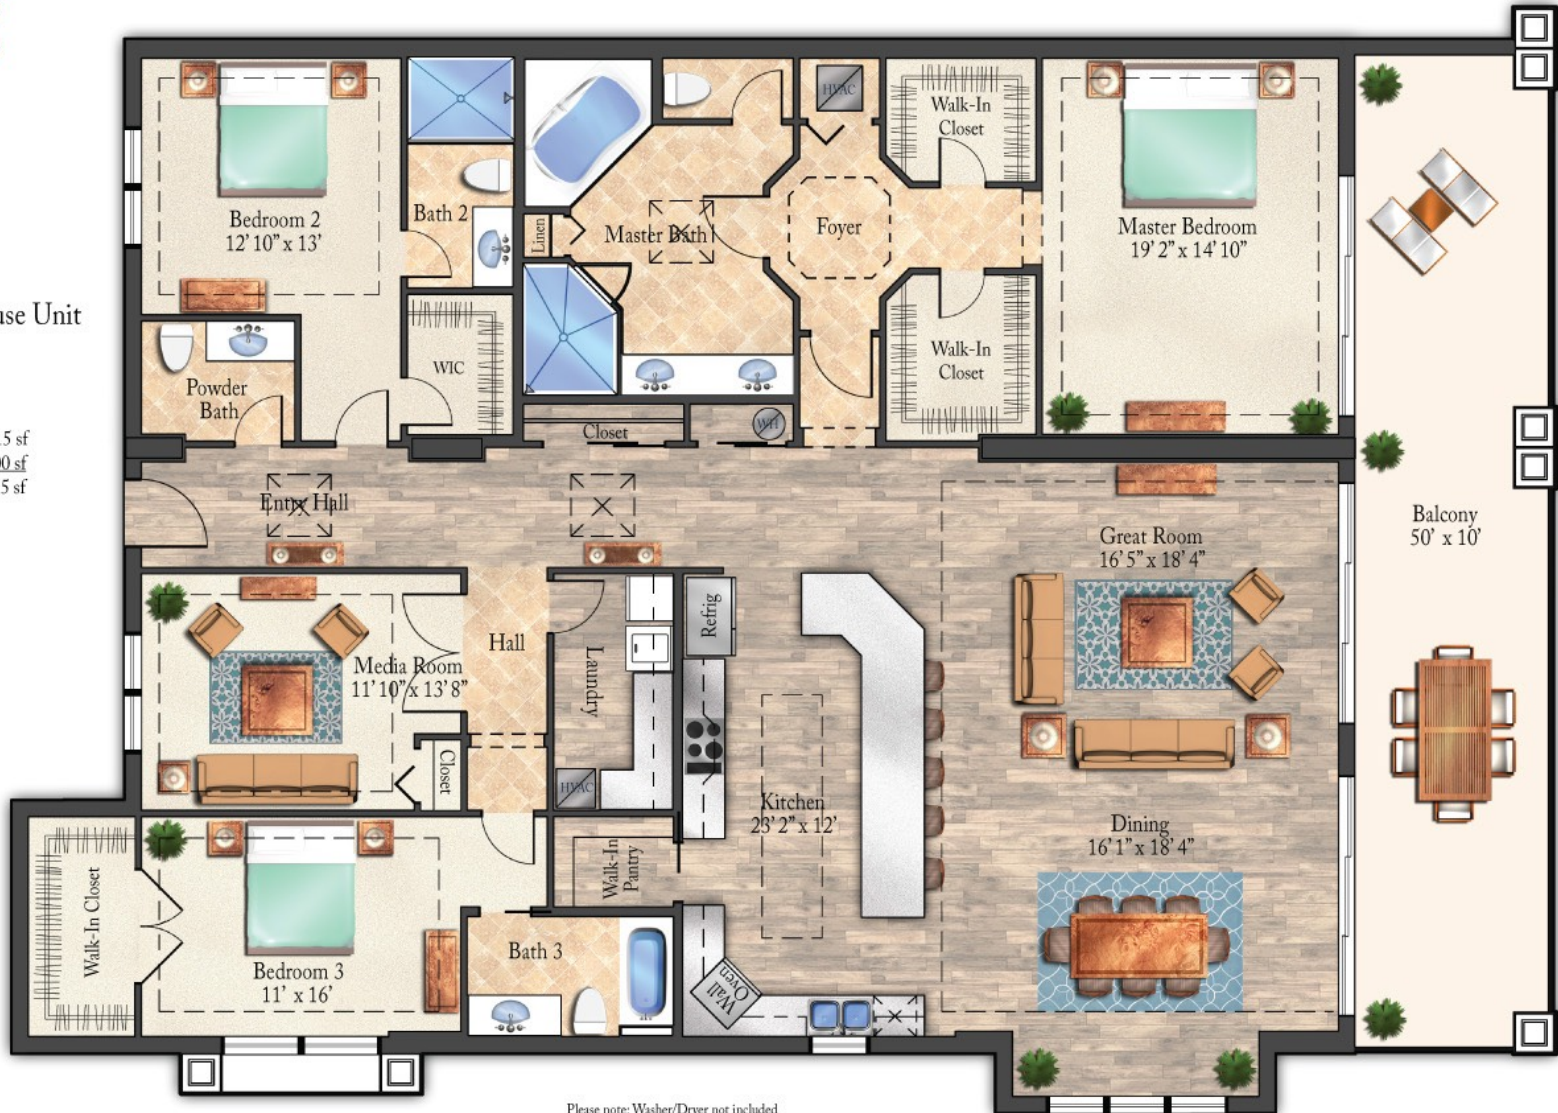 HVAC
Walk-In
Closet
Bedroom 2
12' 10" x 13'
Bath 2
Linen
Master Bath
Foyer
Master Bedroom
19' 2" x 14' 10"
use Unit
Powder
Bath
WIC
Walk-In
Closet
5 sf
00 sf
5 sf
Closet
WH
Entry Hall
Great Room
16' 5" x 18' 4"
Balcony
50' x 10'
Refrig
Hall
Media Room
11' 10" x 13' 8"
Laundry
Closet
HVAC
Kitchen
23' 2" x 12'
Dining
16' 1" x 18' 4"
Walk-In
Pantry
Walk-In Closet
Bedroom 3
11' x 16'
Bath 3
Wall
Oven
Please note: Washer/Dryer not included